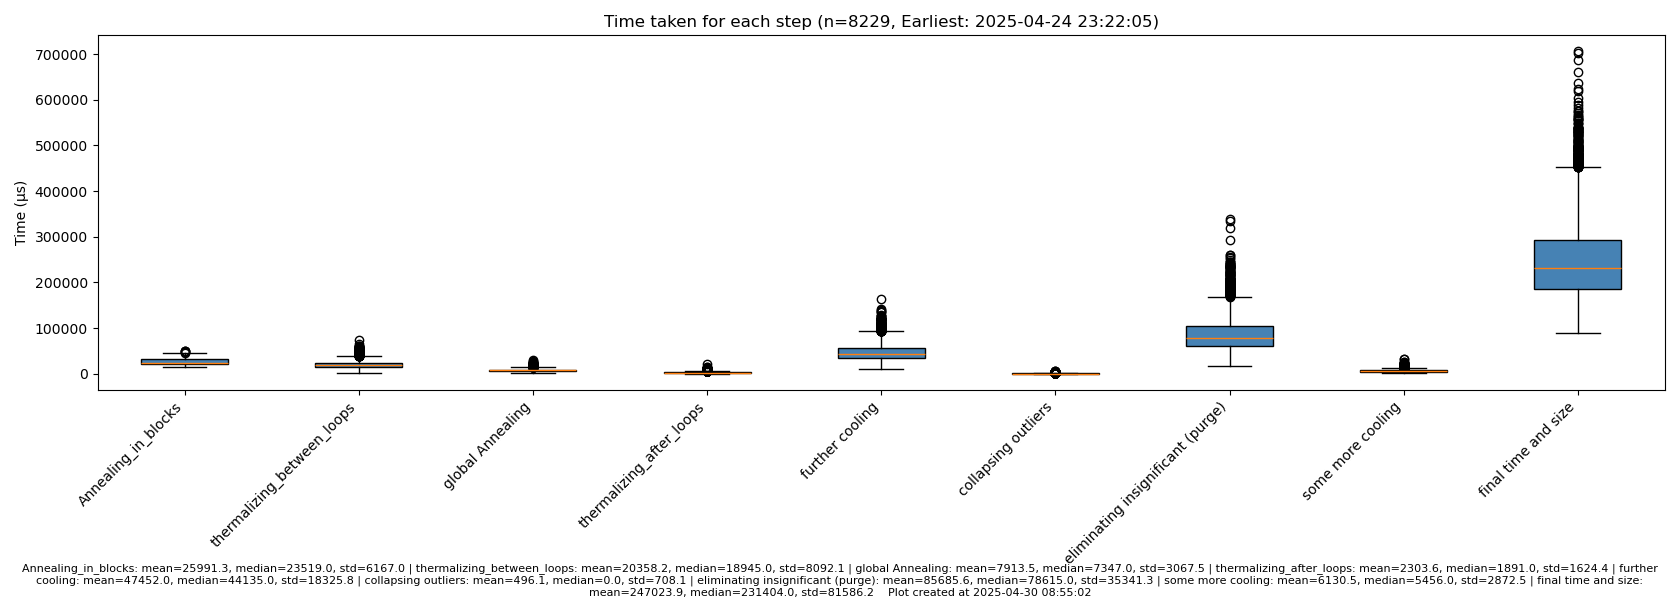 Time taken for each step (n=8229, Earliest: 2025-04-24 23:22:05)
700000
600000
500000
400000
300000
200000
100000
0
Time (µs)
Annealing_in_blocks
thermalizing_between_loops
global Annealing
thermalizing_after_loops
further cooling
collapsing outliers
eliminating insignificant (purge)
some more cooling
final time and size
Annealing_in_blocks: mean=25991.3, median=23519.0, std=6167.0 | thermalizing_between_loops: mean=20358.2, median=18945.0, std=8092.1 | global Annealing: mean=7913.5, median=7347.0, std=3067.5 | thermalizing_after_loops: mean=2303.6, median=1891.0, std=1624.4 | further
cooling: mean=47452.0, median=44135.0, std=18325.8 | collapsing outliers: mean=496.1, median=0.0, std=708.1 | eliminating insignificant (purge): mean=85685.6, median=78615.0, std=35341.3 | some more cooling: mean=6130.5, median=5456.0, std=2872.5 | final time and size:
mean=247023.9, median=231404.0, std=81586.2    Plot created at 2025-04-30 08:55:02